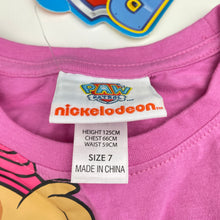 PAW
PATROL
nickelodeon
HEIGHT 125CM
CHEST 66CM
WAIST 59CM
SIZE 7
MADE IN CHINA